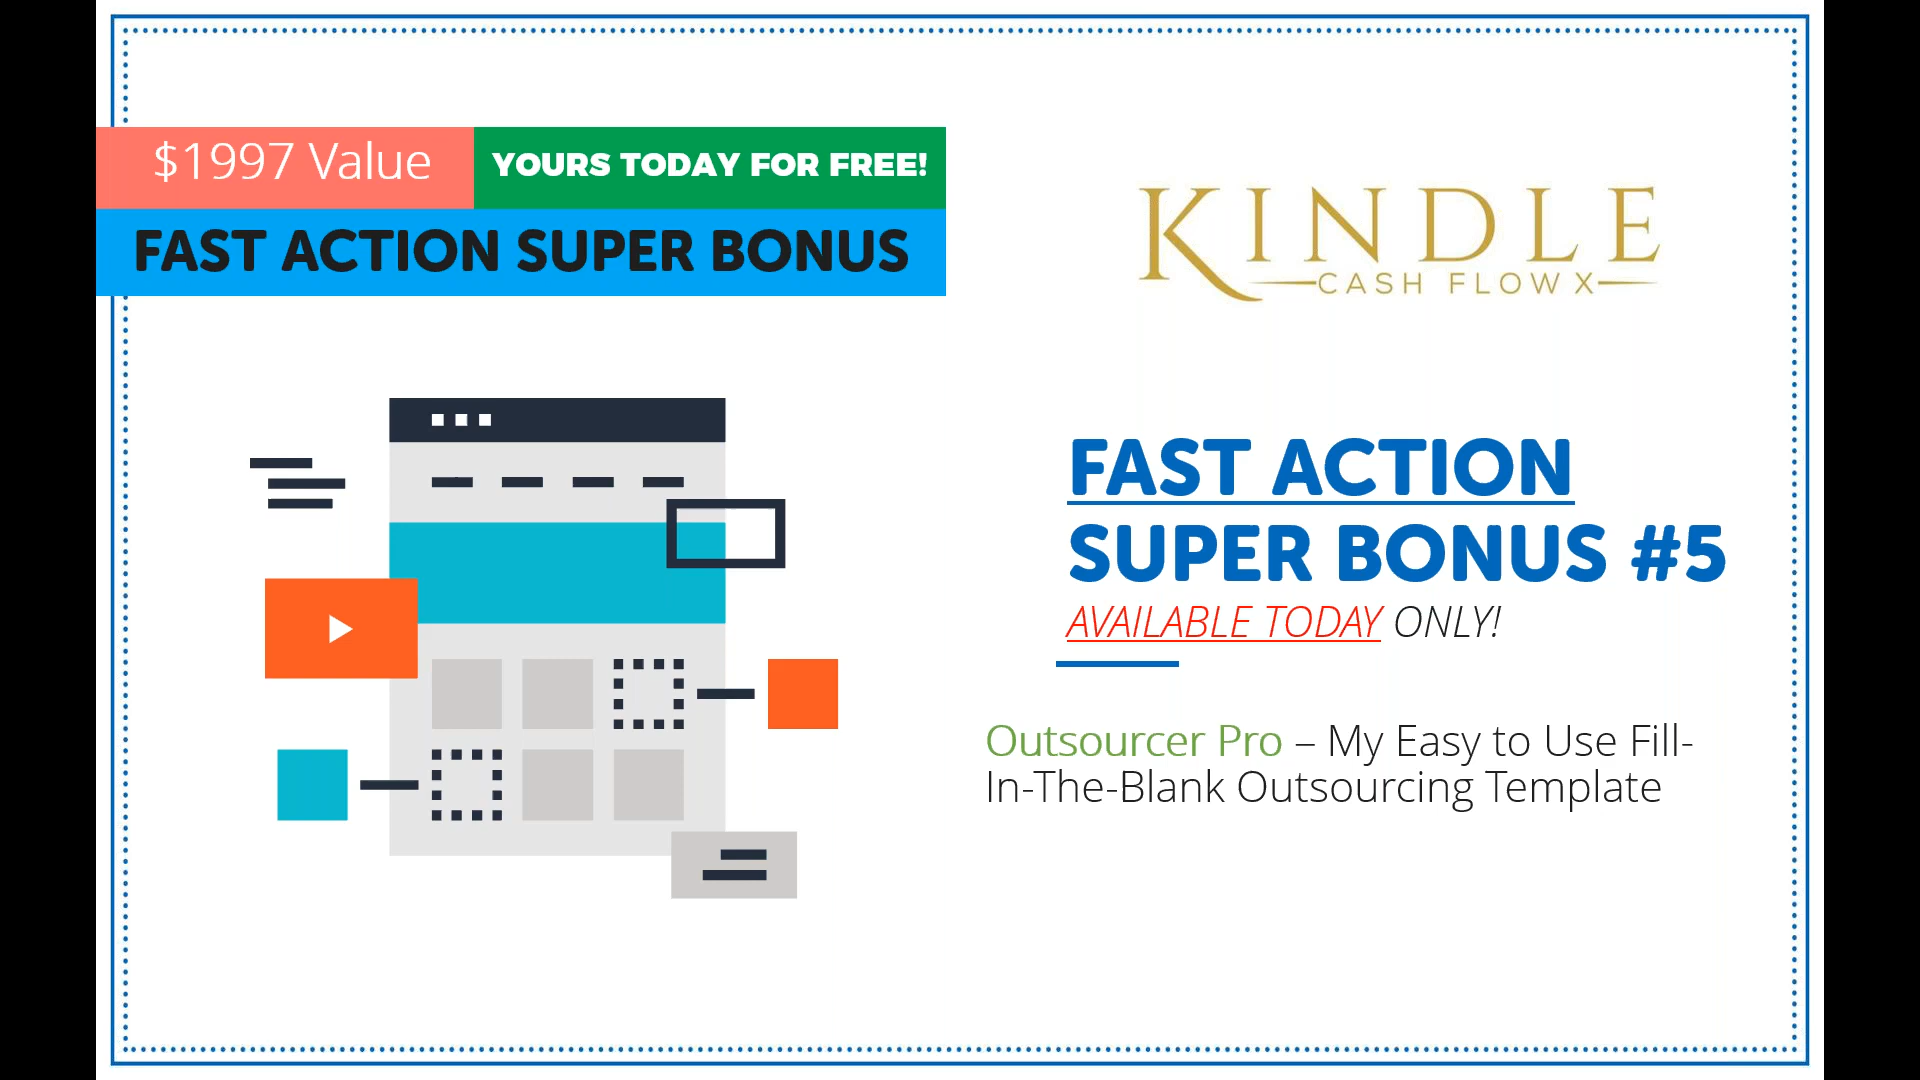 $1997 Value
YOURS TODAY FOR FREE!
FAST ACTION SUPER BONUS
KINDLE
CASH FLOW X
FAST ACTION
SUPER BONUS #5
AVAILABLE TODAY ONLY!
Outsourcer Pro – My Easy to Use Fill-
In-The-Blank Outsourcing Template